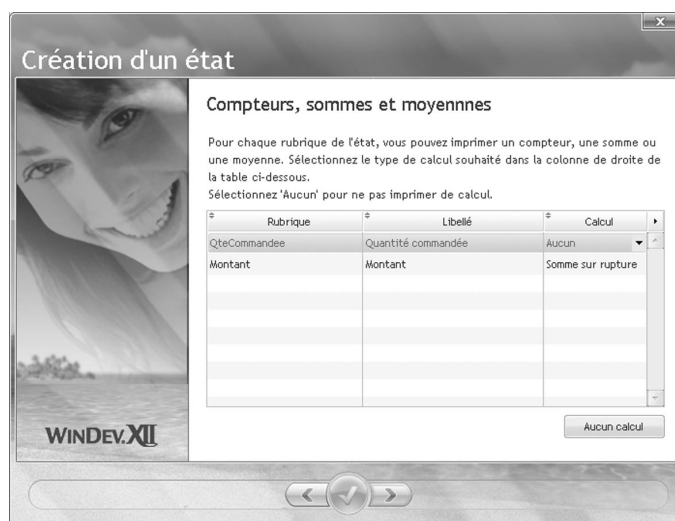 Création d'un état
Compteurs, sommes et moyennnes
Pour chaque rubrique de l'état, vous pouvez imprimer un compteur, une somme ou
une moyenne. Sélectionnez le type de calcul souhaité dans la colonne de droite de
la table ci-dessous.
Sélectionnez 'Aucun' pour ne pas imprimer de calcul.
Rubrique Libellé Calcul
QteCommandee Quantité commandée Aucun
Montant Montant Somme sur rupture
Aucun calcul
WINDEV.XII